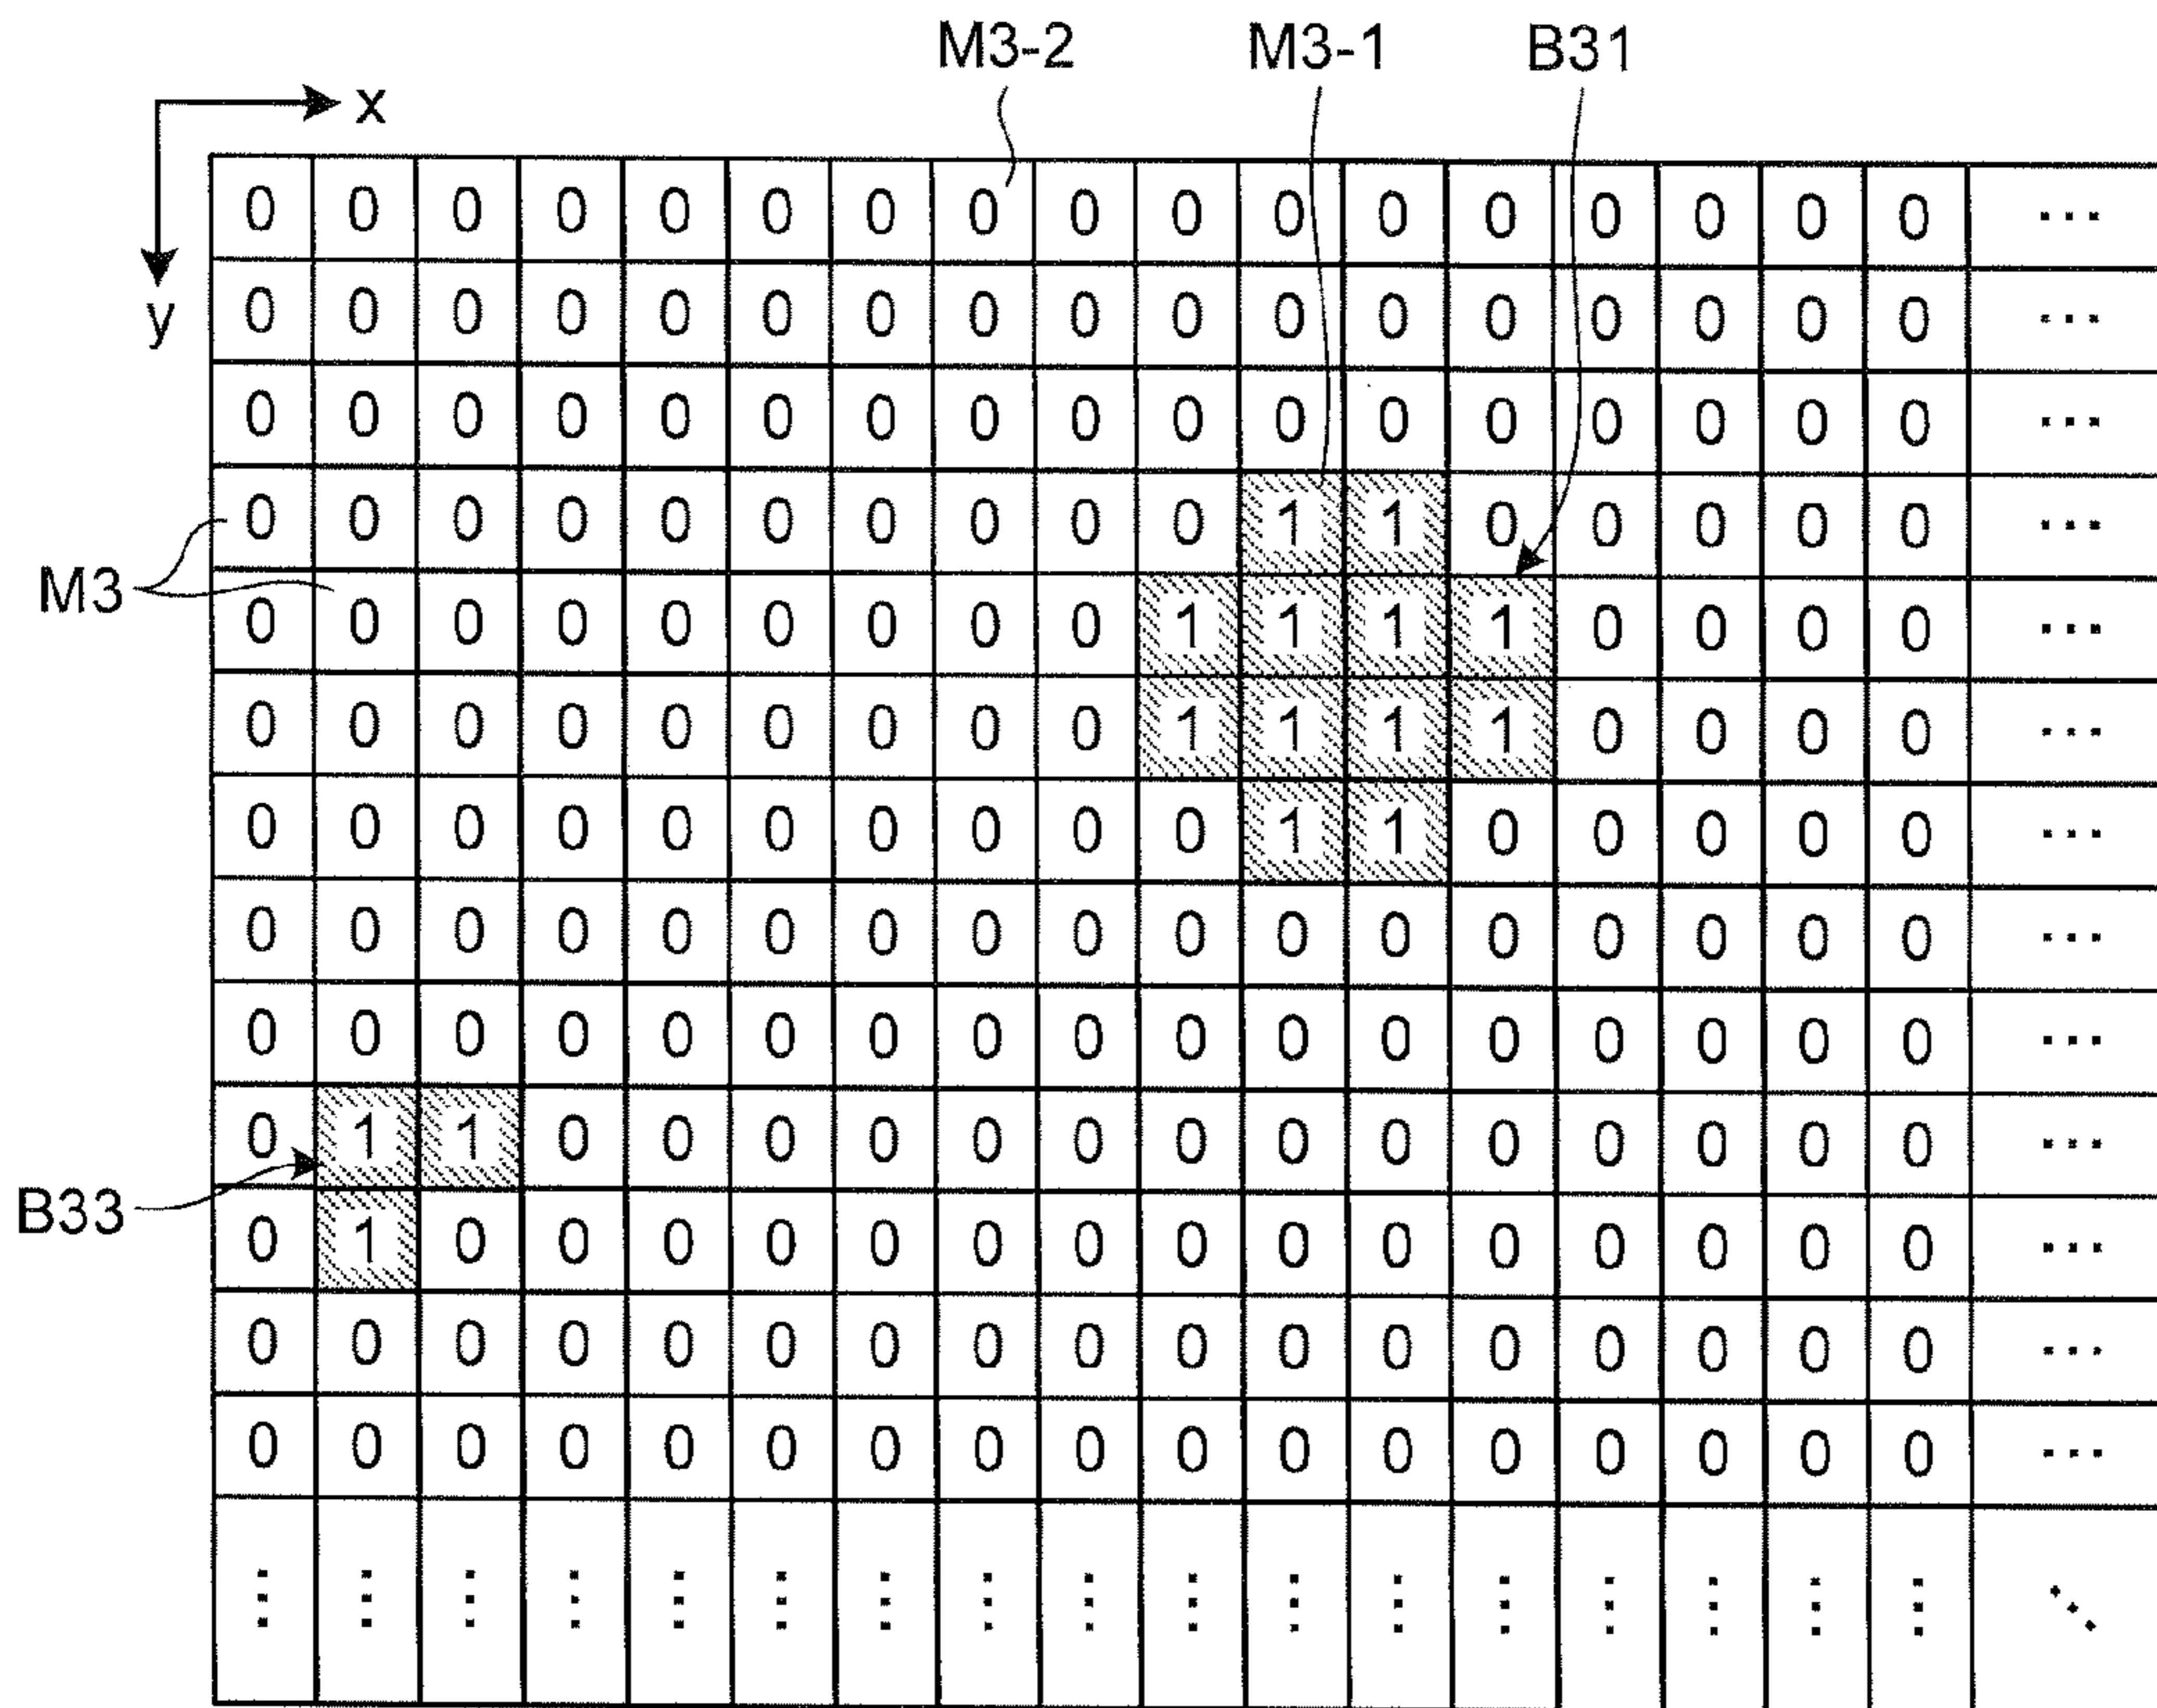 M3-2 M3-1 B31
x
y
0 0 0 0 0 0 0 0 0 0 0 0 0 0 0 0 0 ...
0 0 0 0 0 0 0 0 0 0 0 0 0 0 0 0 0 ...
0 0 0 0 0 0 0 0 0 0 0 0 0 0 0 0 0 ...
0 0 0 0 0 0 0 0 0 0 1 1 0 0 0 0 0 ...
M3
0 0 0 0 0 0 0 0 0 1 1 1 1 0 0 0 0 ...
0 0 0 0 0 0 0 0 0 1 1 1 1 0 0 0 0 ...
0 0 0 0 0 0 0 0 0 0 1 1 0 0 0 0 0 ...
0 0 0 0 0 0 0 0 0 0 0 0 0 0 0 0 0 ...
0 0 0 0 0 0 0 0 0 0 0 0 0 0 0 0 0 ...
0 1 1 0 0 0 0 0 0 0 0 0 0 0 0 0 0 ...
B33
0 1 0 0 0 0 0 0 0 0 0 0 0 0 0 0 0 ...
0 0 0 0 0 0 0 0 0 0 0 0 0 0 0 0 0 ...
0 0 0 0 0 0 0 0 0 0 0 0 0 0 0 0 0 ...
⋮ ⋮ ⋮ ⋮ ⋮ ⋮ ⋮ ⋮ ⋮ ⋮ ⋮ ⋮ ⋮ ⋮ ⋮ ⋮ ⋮ ⋱